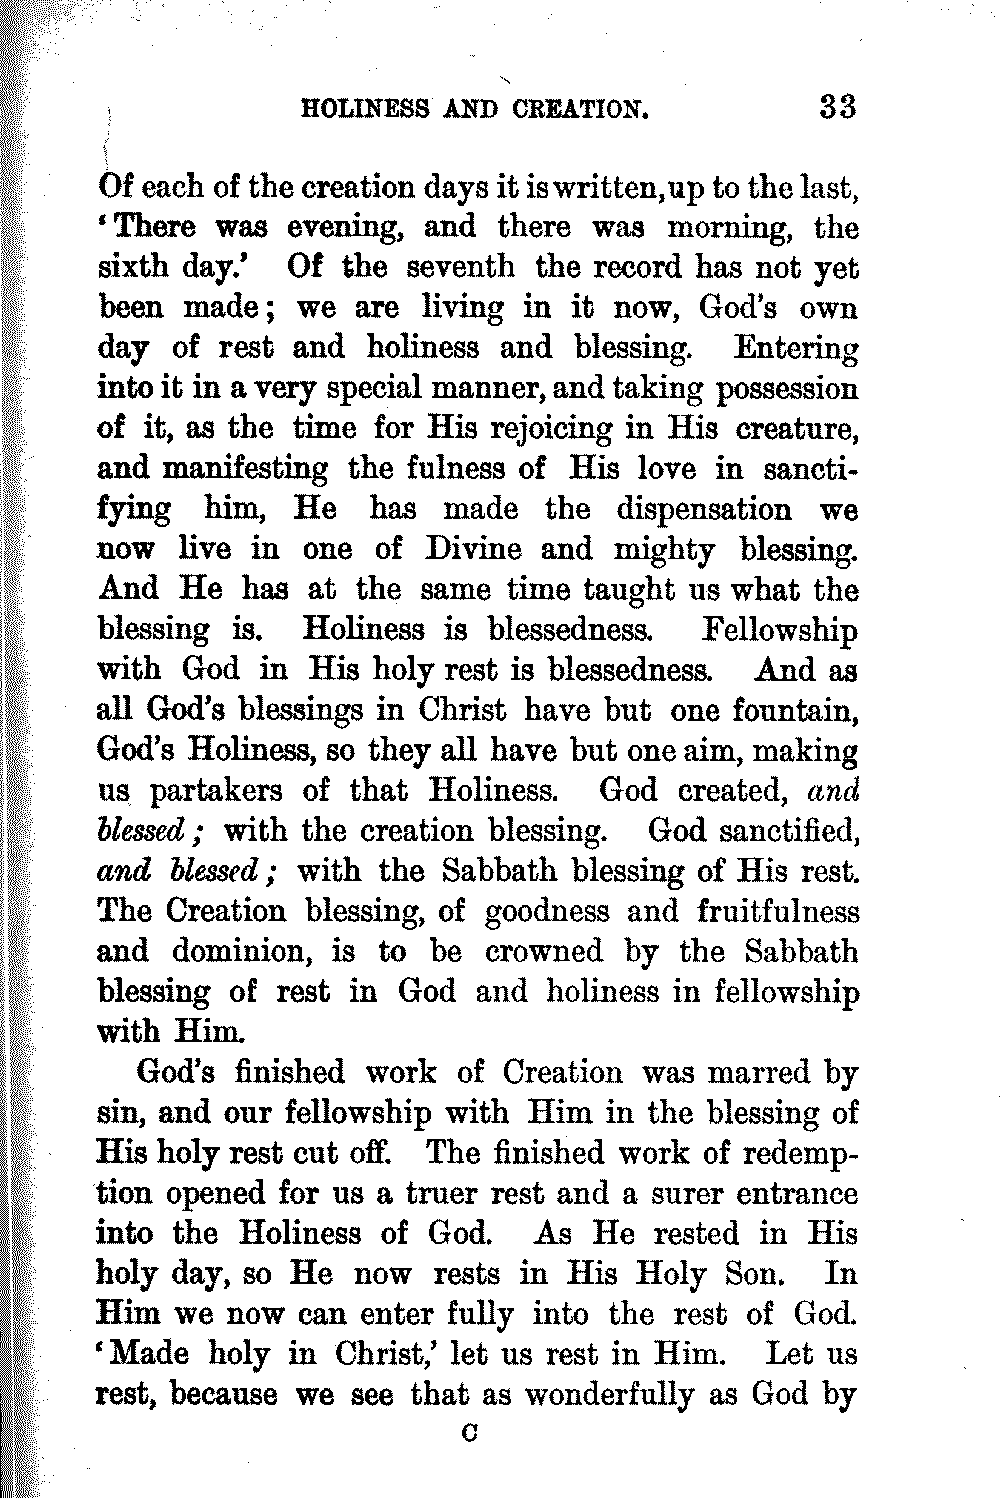 HOLINESS AND CREATION. 33
Of each of the creation days it is written, up to the last,
‘There was evening, and there was morning, the
sixth day.’ Of the seventh the record has not yet
been made; we are living in it now, God’s own
day of rest and holiness and blessing. Entering
into it in a very special manner, and taking possession
of it, as the time for His rejoicing in His creature,
and manifesting the fulness of His love in sancti-
fying him, He has made the dispensation we
now live in one of Divine and mighty blessing.
And He has at the same time taught us what the
blessing is. Holiness is blessedness. Fellowship
with God in His holy rest is blessedness. And as
all God’s blessings in Christ have but one fountain,
God’s Holiness, so they all have but one aim, making
us partakers of that Holiness. God created, and
blessed; with the creation blessing. God sanctified,
and blessed; with the Sabbath blessing of His rest.
The Creation blessing, of goodness and fruitfulness
and dominion, is to be crowned by the Sabbath
blessing of rest in God and holiness in fellowship
with Him.
God’s finished work of Creation was marred by
sin, and our fellowship with Him in the blessing of
His holy rest cut off. The finished work of redemp-
tion opened for us a truer rest and a surer entrance
into the Holiness of God. As He rested in His
holy day, so He now rests in His Holy Son. In
Him we now can enter fully into the rest of God.
‘Made holy in Christ,’ let us rest in Him. Let us
rest, because we see that as wonderfully as God by
C